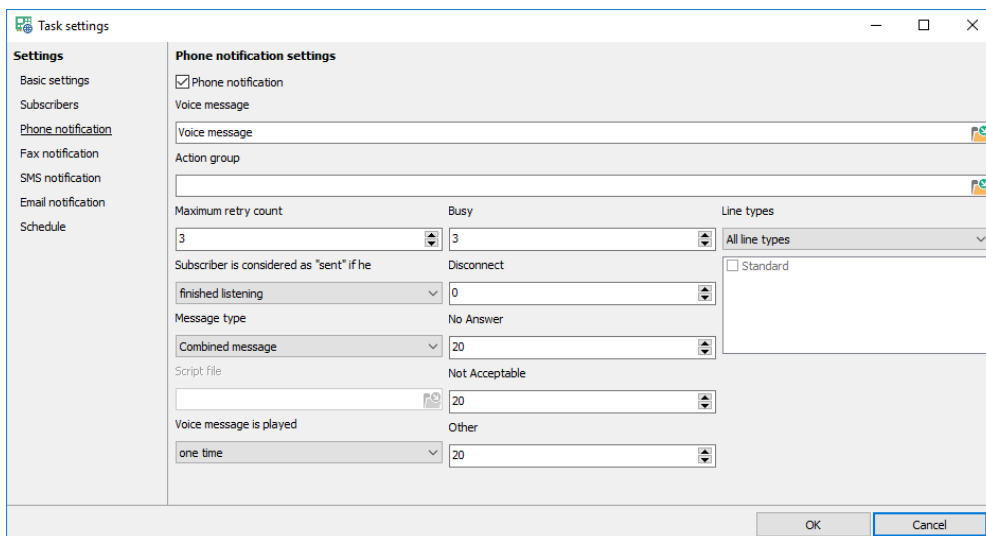 Task settings
Settings
Basic settings
Subscribers
Phone notification
Fax notification
SMS notification
Email notification
Schedule
Phone notification settings
Phone notification
Voice message
Voice message
Action group
Maximum retry count
3
Subscriber is considered as "sent" if he
finished listening
Message type
Combined message
Script file
Voice message is played
one time
Busy
3
Disconnect
0
No Answer
20
Not Acceptable
20
Other
20
Line types
All line types
Standard
OK
Cancel